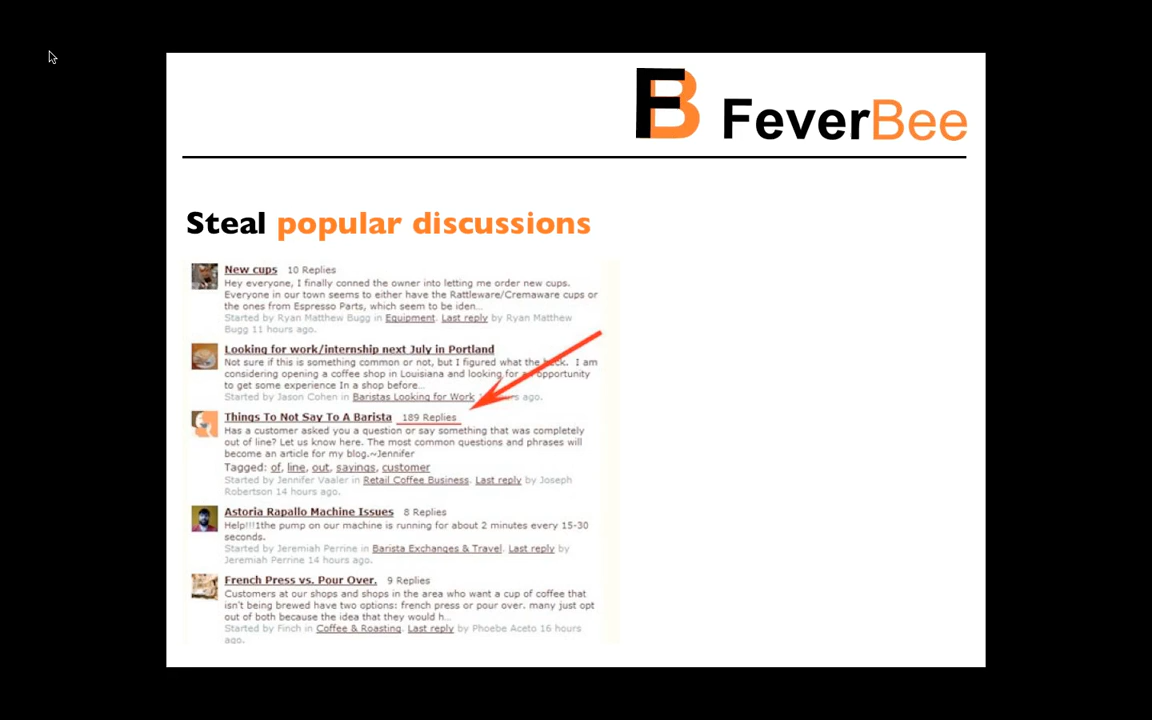 FB FeverBee
Steal popular discussions
New cups 10 Replies
Hey everyone, I finally conned the owner into letting me order new cups.
Everyone in our town seems to either have the Rattleware/Cremaware cups or
the ones from Espresso Parts, which seem to be iden...
Started by Ryan Matthew Bugg in Equipment. Last reply by Ryan Matthew
Bugg 11 hours ago.
Looking for work/internship next July in Portland
Not sure if this is something common or not, but I figured what the heck. I am
considering opening a coffee shop in Louisiana and looking for opportunity
to get some experience In a shop before...
Started by Jason Cohen in Baristas Looking for Work ago.
Things To Not Say To A Barista 189 Replies
Has a customer asked you a question or say something that was completely
out of line? Let us know here. The most common questions and phrases will
become an article for my blog.~Jennifer
Tagged: of, line, out, sayings, customer
Started by Jennifer Vaaler in Retail Coffee Business. Last reply by Joseph
Robertson 14 hours ago.
Astoria Rapallo Machine Issues 8 Replies
Help!!!1the pump on our machine is running for about 2 minutes every 15-30
seconds.
Started by Jeremiah Perrine in Barista Exchanges & Travel. Last reply by
Jeremiah Perrine 14 hours ago.
French Press vs. Pour Over. 9 Replies
Customers at our shops and shops in the area who want a cup of coffee that
isn't being brewed have two options: french press or pour over. many just opt
out of both because the idea that they would h...
Started by Finch in Coffee & Roasting. Last reply by Phoebe Aceto 16 hours
ago.